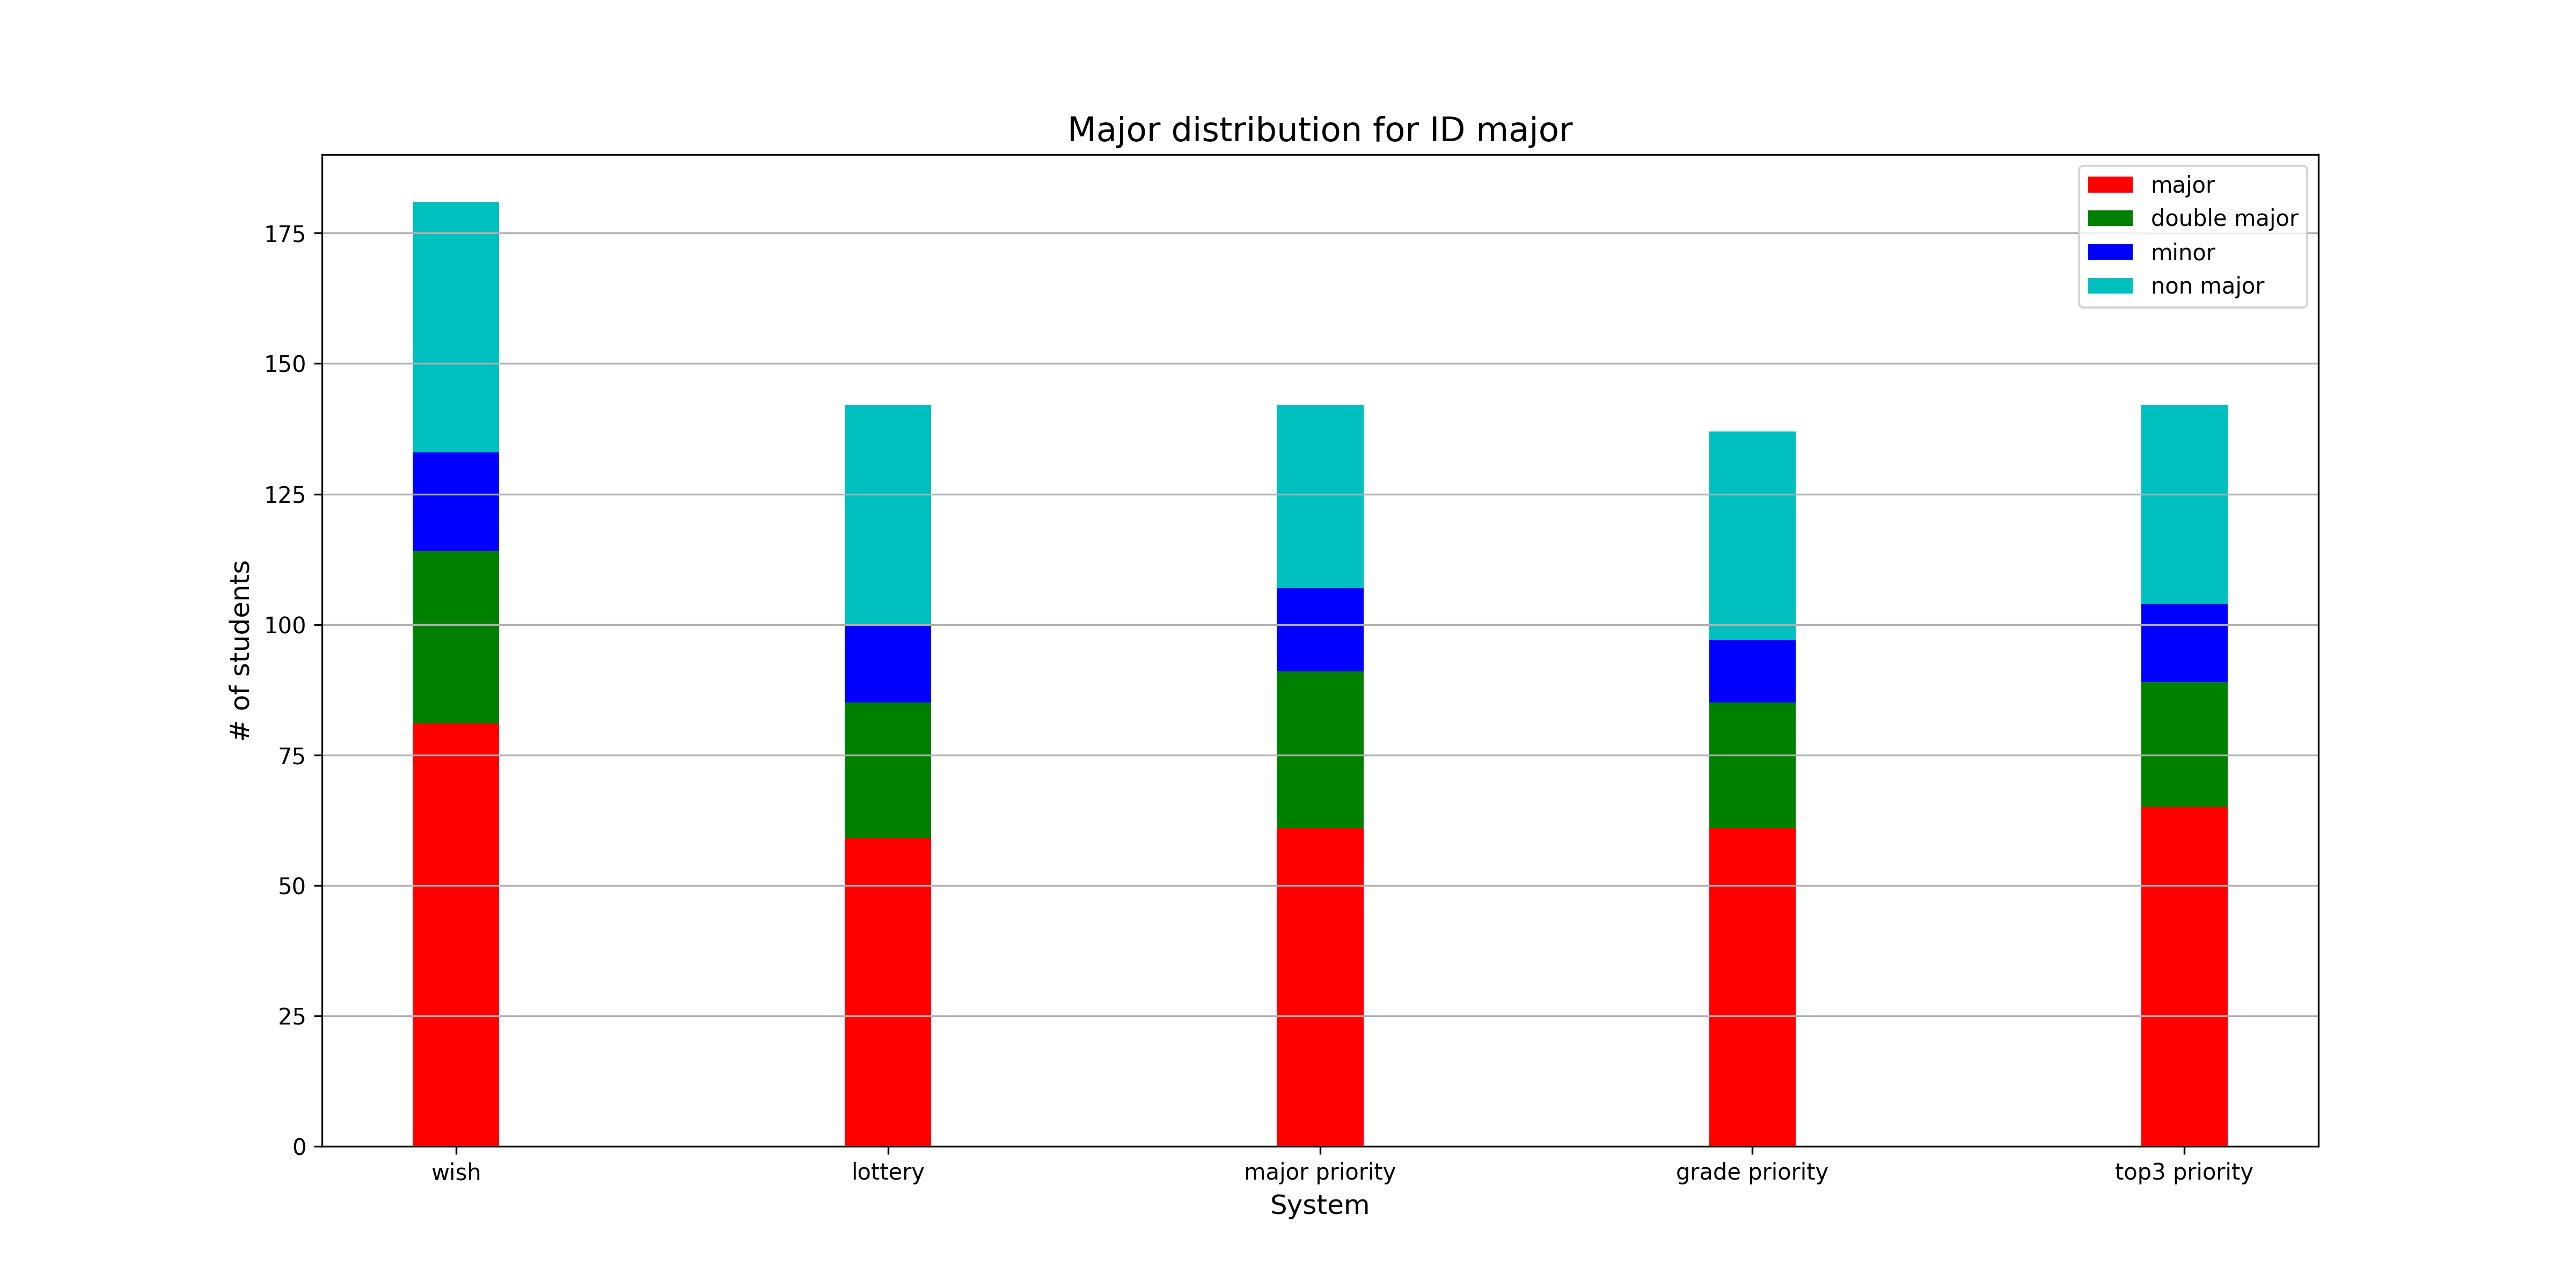 Major distribution for ID major
major
double major
minor
non major
175
150
125
100
75
50
25
0
# of students
wish
lottery
major priority
grade priority
top3 priority
System